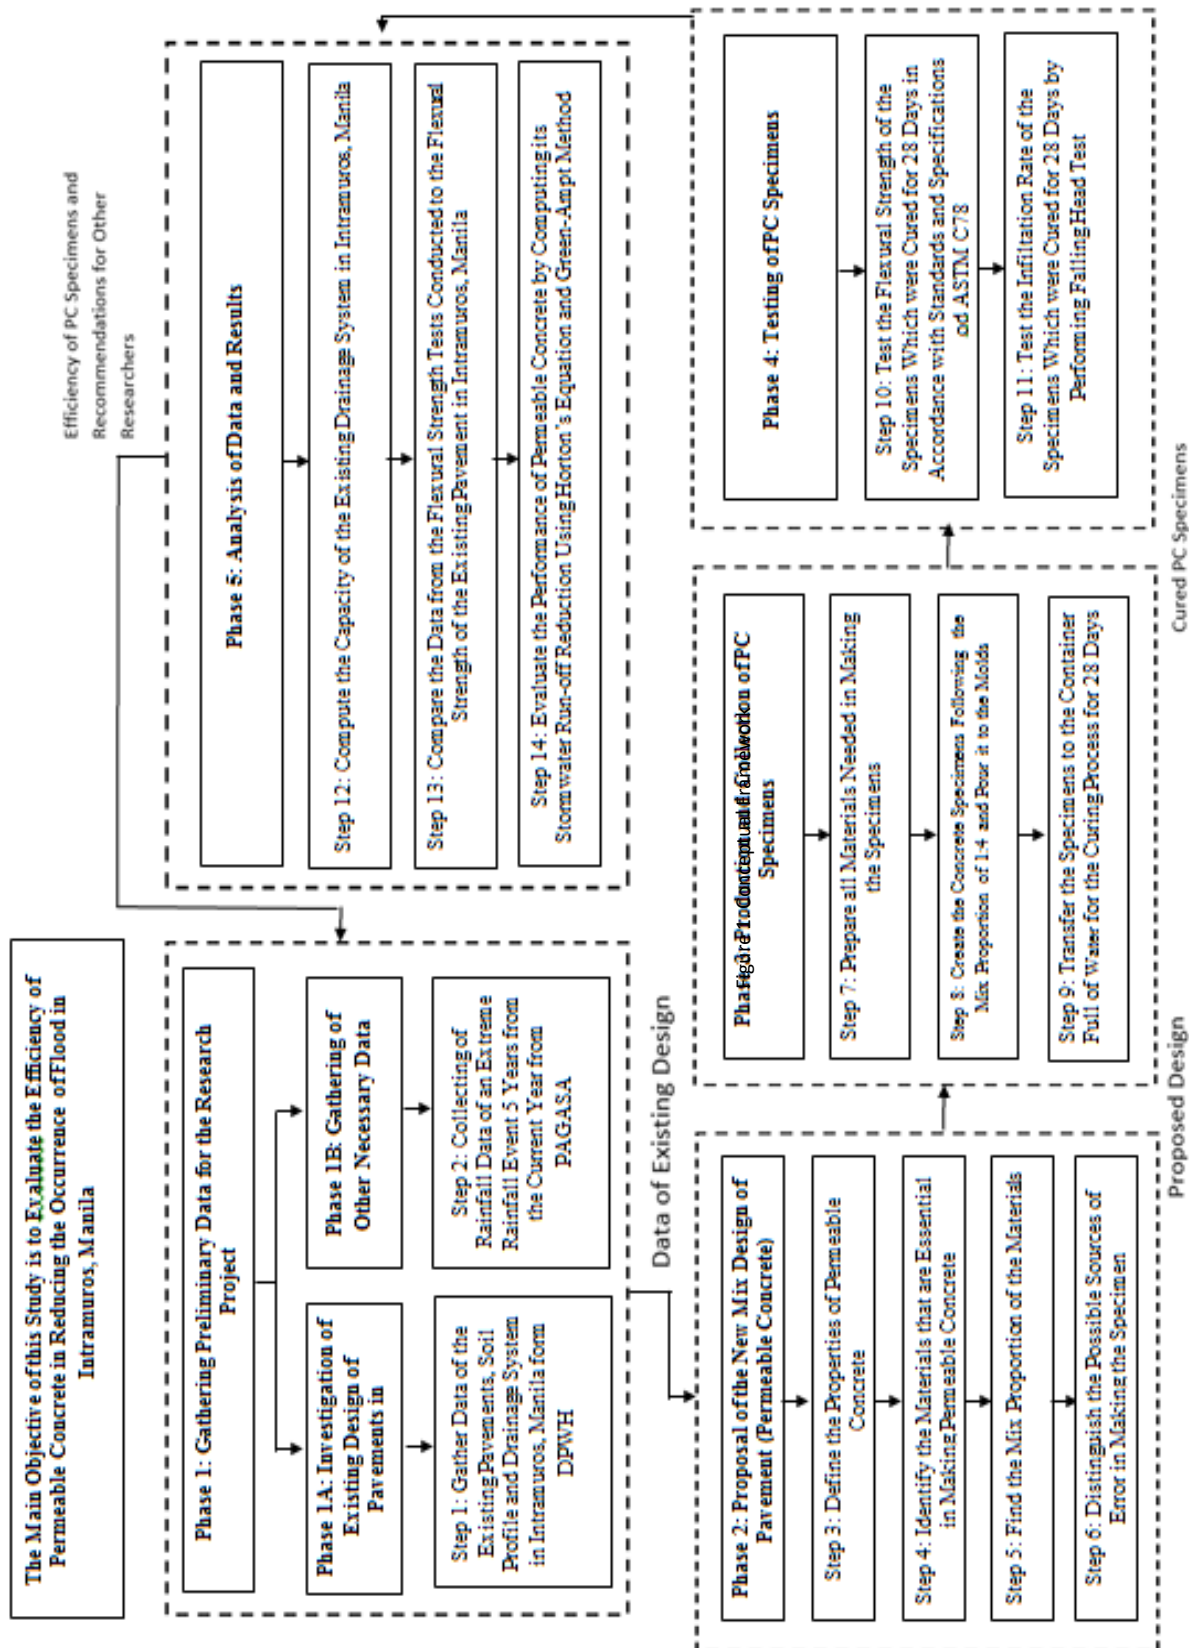 The Main Objective of this Study is to Evaluate the Efficiency of
Permeable Concrete in Reducing the Occurrence of Flood in
Intramuros, Manila
Phase 1: Gathering Preliminary Data for the Research
Project
Phase 1A: Investigation of
Existing Design of
Pavements in
Step 1: Gather Data of the
Existing Pavements, Soil
Profile and Drainage System
in Intramuros, Manila form
DPWH
Phase 1B: Gathering of
Other Necessary Data
Step 2: Collecting of
Rainfall Data of an Extreme
Rainfall Event 5 Years from
the Current Year from
PAGASA
Data of Existing Design
Phase 2: Proposal of the New Mix Design of
Pavement (Permeable Concrete)
Step 3: Define the Properties of Permeable
Concrete
Step 4: Identify the Materials that are Essential
in Making Permeable Concrete
Step 5: Find the Mix Proportion of the Materials
Step 6: Distinguish the Possible Sources of
Error in Making the Specimen
Proposed Design
Phase 3: Production and Curing of PC
Specimens
Figure 1: Conceptual Framework
Step 7: Prepare all Materials Needed in Making
the Specimens
Step 8: Create the Concrete Specimens Following the
Mix Proportion of 1:4 and Pour it to the Molds
Step 9: Transfer the Specimens to the Container
Full of Water for the Curing Process for 28 Days
Cured PC Specimens
Phase 4: Testing of PC Specimens
Step 10: Test the Flexural Strength of the
Specimens Which were Cured for 28 Days in
Accordance with Standards and Specifications
od ASTM C78
Step 11: Test the Infiltation Rate of the
Specimens Which were Cured for 28 Days by
Performing Falling Head Test
Phase 5: Analysis of Data and Results
Step 12: Compute the Capacity of the Existing Drainage System in Intramuros, Manila
Step 13: Compare the Data from the Flexural Strength Tests Conducted to the Flexural
Strength of the Existing Pavement in Intramuros, Manila
Step 14: Evaluate the Performance of Permeable Concrete by Computing its
Stormwater Run-off Reduction Using Horton's Equation and Green-Ampt Method
Efficiency of PC Specimens and
Recommendations for Other
Researchers